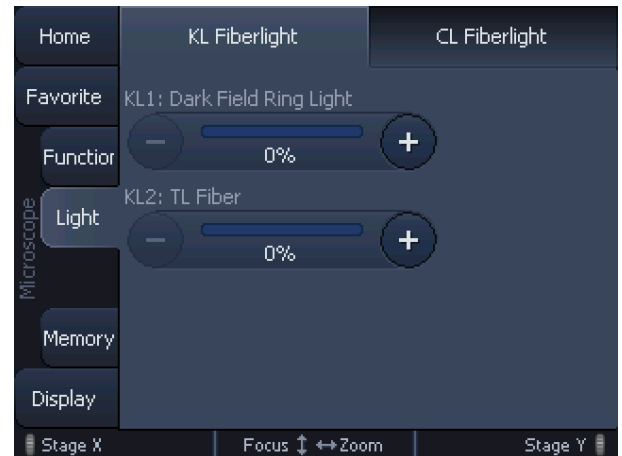 Home
KL Fiberlight
CL Fiberlight
Favorite
KL1: Dark Field Ring Light
0%
Function
KL2: TL Fiber
Microscope
Light
0%
Memory
Display
Stage X
Focus ↕ ↔ Zoom
Stage Y